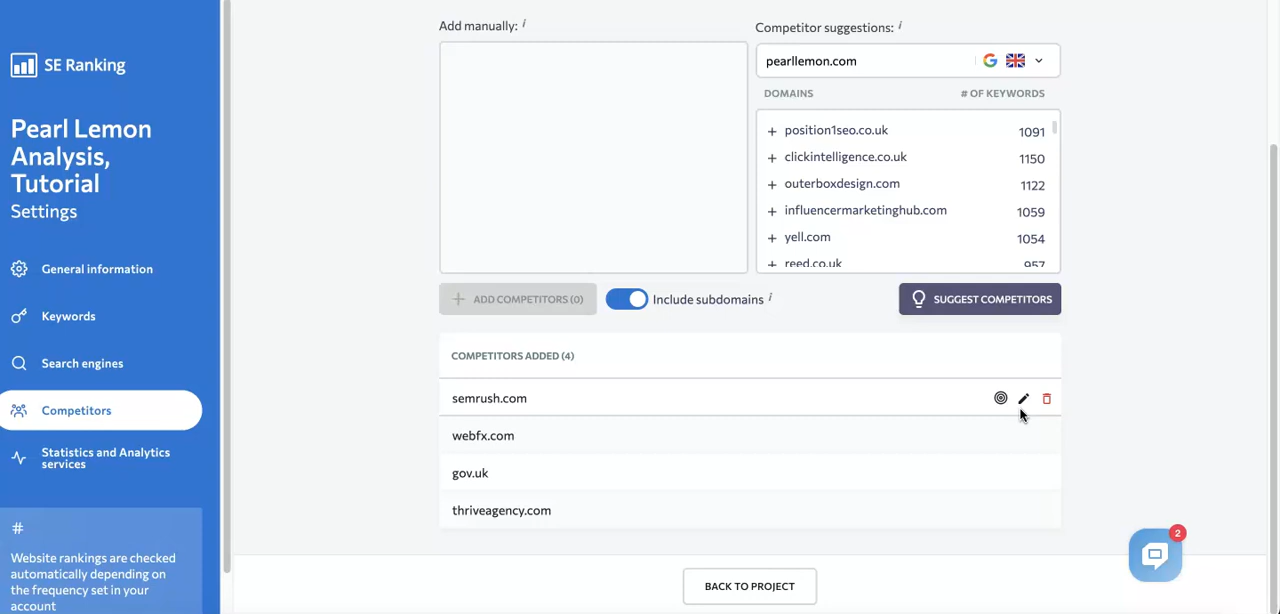 SE Ranking
Pearl Lemon
Analysis,
Tutorial
Settings
General information
Keywords
Search engines
Competitors
Statistics and Analytics
services
#
Website rankings are checked
automatically depending on
the frequency set in your
account
Add manually: i
Competitor suggestions: i
pearllemon.com
DOMAINS # OF KEYWORDS
+ position1seo.co.uk 1091
+ clickintelligence.co.uk 1150
+ outerboxdesign.com 1122
+ influencermarketinghub.com 1059
+ yell.com 1054
+ reed.co.uk 957
+ ADD COMPETITORS (0)
Include subdomains i
SUGGEST COMPETITORS
COMPETITORS ADDED (4)
semrush.com
webfx.com
gov.uk
thriveagency.com
BACK TO PROJECT
2